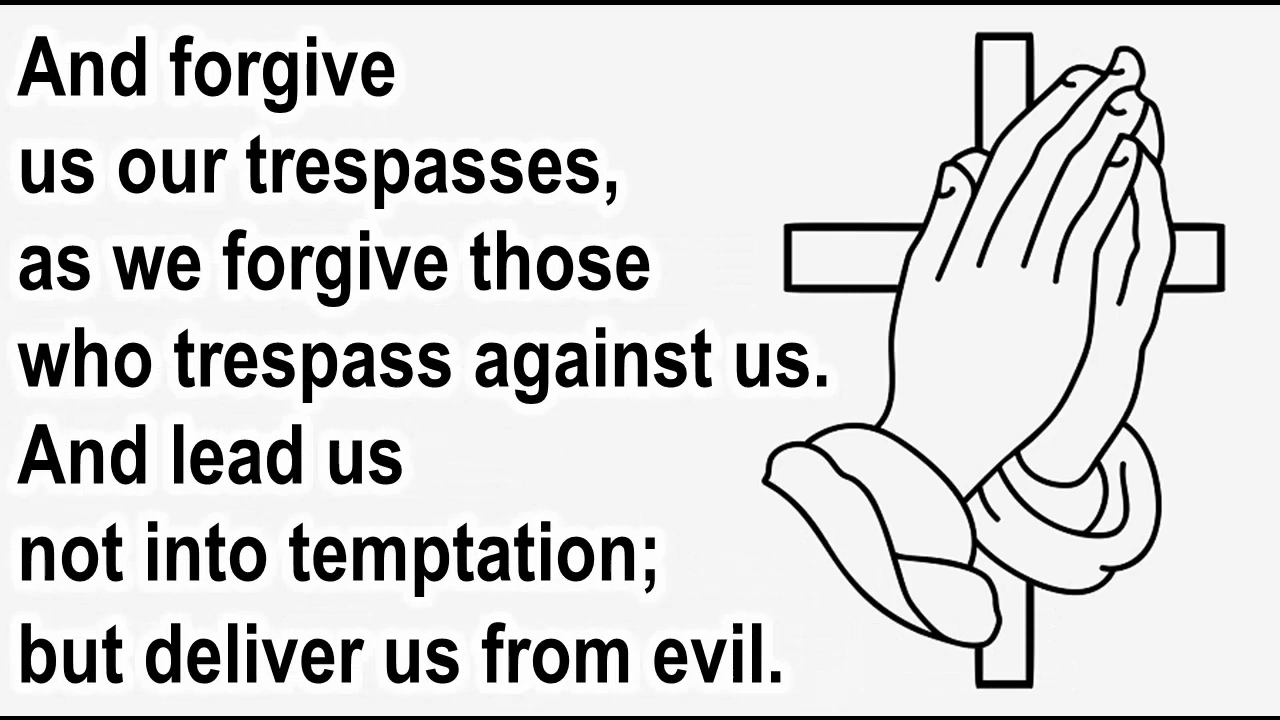 And forgive
us our trespasses,
as we forgive those
who trespass against us.
And lead us
not into temptation;
but deliver us from evil.